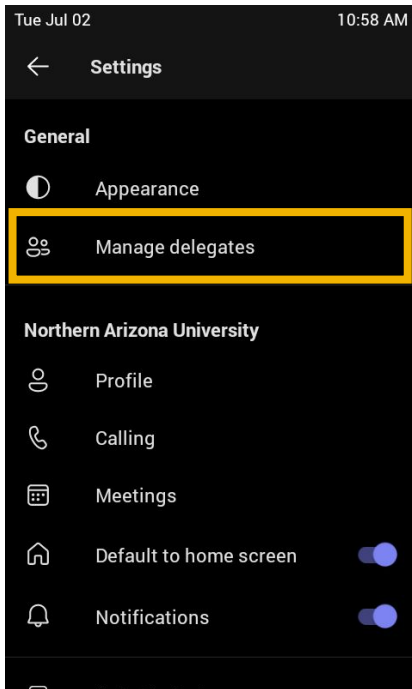 Tue Jul 02 10:58 AM
Settings
General
Appearance
Manage delegates
Northern Arizona University
Profile
Calling
Meetings
Default to home screen
Notifications